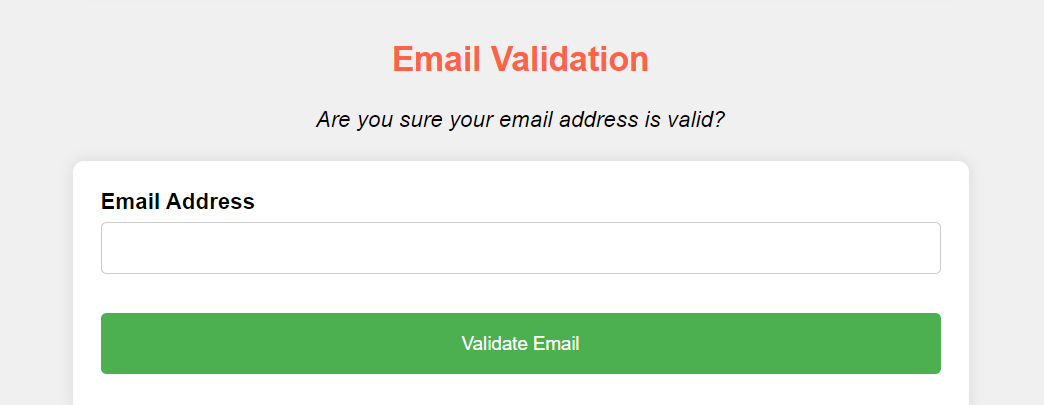 Email Validation
Are you sure your email address is valid?
Email Address
Validate Email